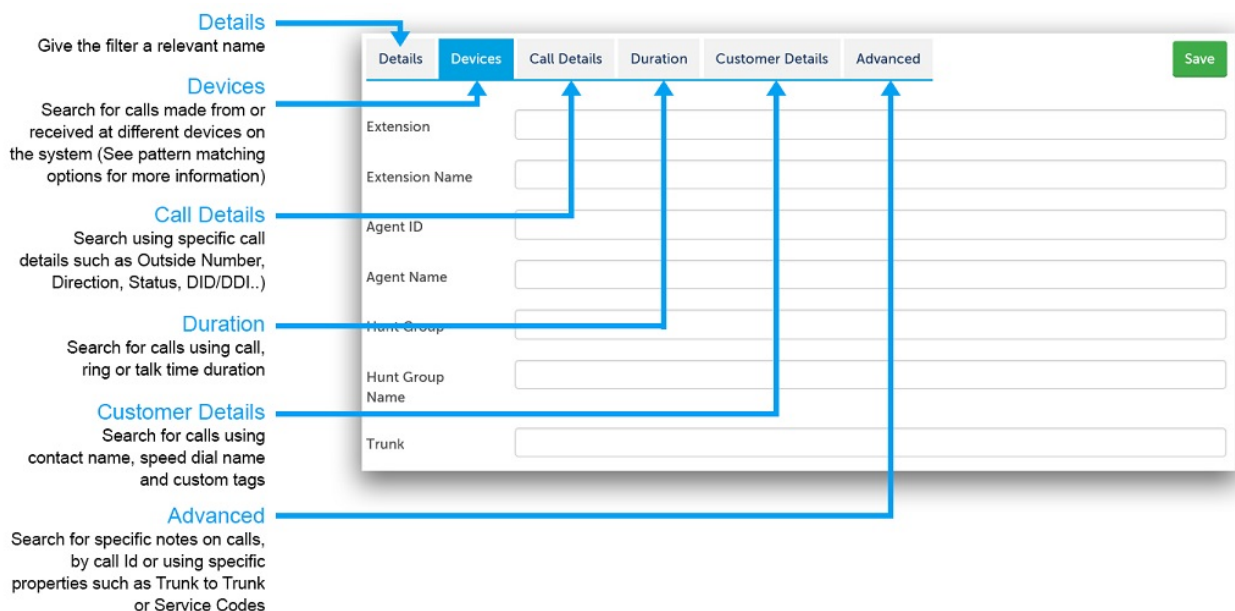 Details
Give the filter a relevant name
Devices
Search for calls made from or
received at different devices on
the system (See pattern matching
options for more information)
Call Details
Search using specific call
details such as Outside Number,
Direction, Status, DID/DDI..)
Duration
Search for calls using call,
ring or talk time duration
Customer Details
Search for calls using
contact name, speed dial name
and custom tags
Advanced
Search for specific notes on calls,
by call Id or using specific
properties such as Trunk to Trunk
or Service Codes
Details Devices Call Details Duration Customer Details Advanced Save
Extension
Extension Name
Agent ID
Agent Name
Hunt Group
Hunt Group
Name
Trunk